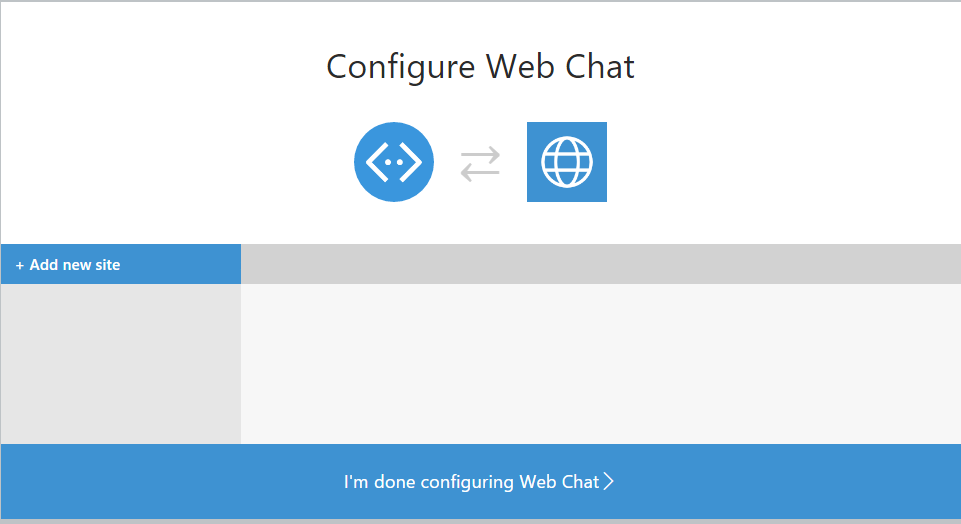 Configure Web Chat
+ Add new site
I'm done configuring Web Chat